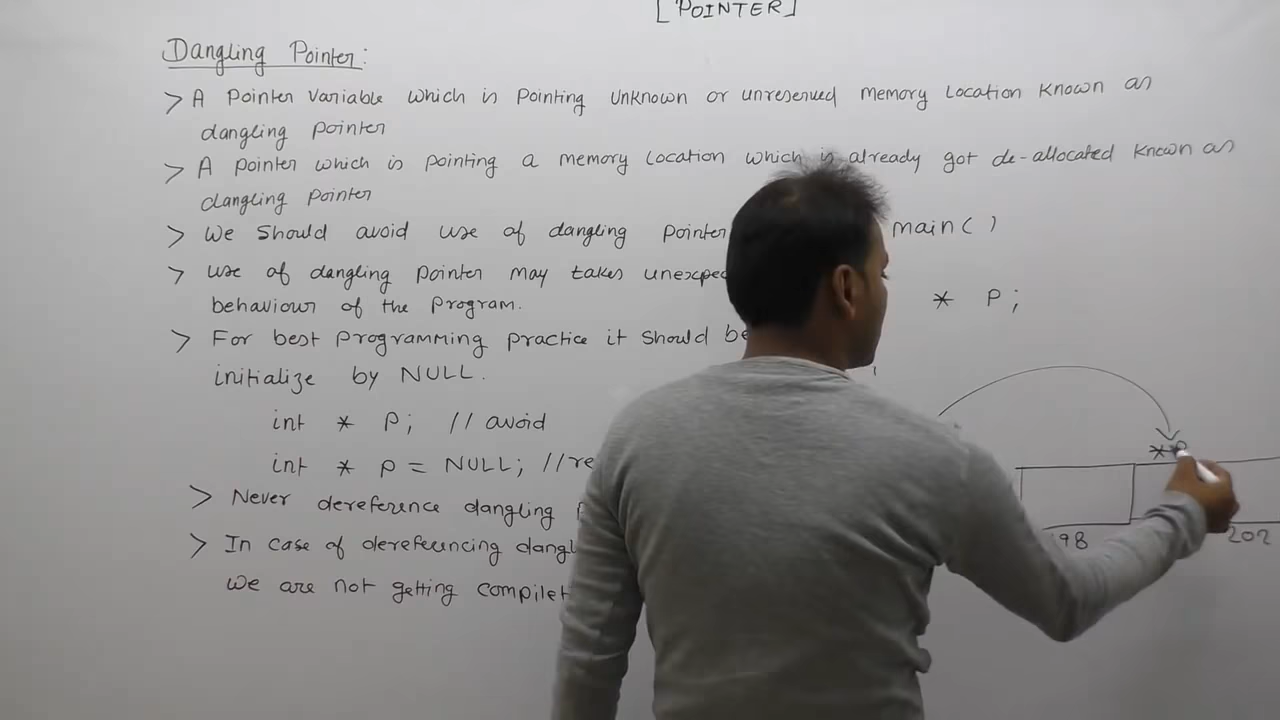 [POINTER]
Dangling Pointer:
> A Pointer variable which is pointing unknown or unreserved memory Location known as
dangling pointer
> A pointer which is pointing a memory location which is already got de-allocated known as
dangling pointer
> We should avoid use of dangling pointer
> use of dangling pointer may takes
behaviour of the program.
> For best programming practice it should be
initialize by NULL.
int * P; // avoid
int * p = NULL; //
> Never dereference dangling
> In case of dereferencing
we are not getting
main( )
* P;
**P
98
202